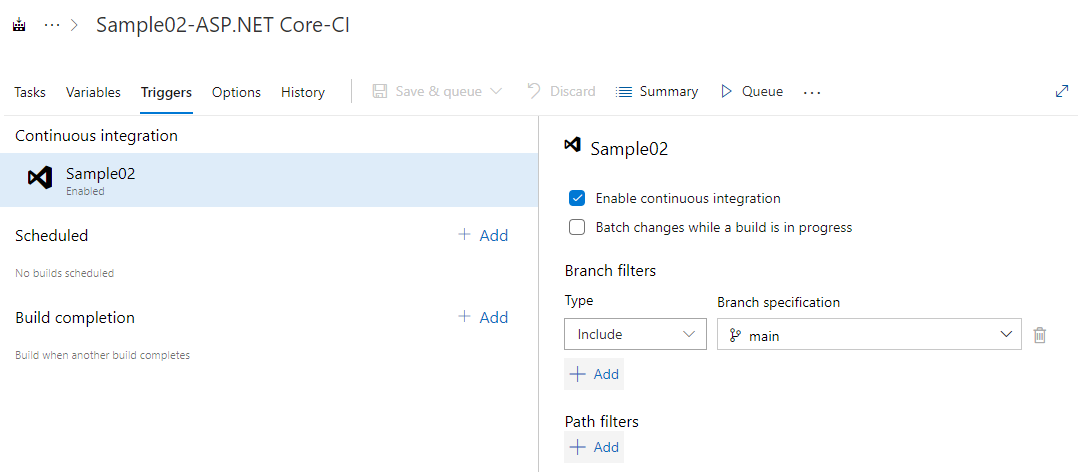 ··· > Sample02-ASP.NET Core-CI
Tasks Variables Triggers Options History Save & queue Discard Summary Queue ···
Continuous integration
Sample02
Enabled
Scheduled + Add
No builds scheduled
Build completion + Add
Build when another build completes
Sample02
Enable continuous integration
Batch changes while a build is in progress
Branch filters
Type Branch specification
Include main
+ Add
Path filters
+ Add